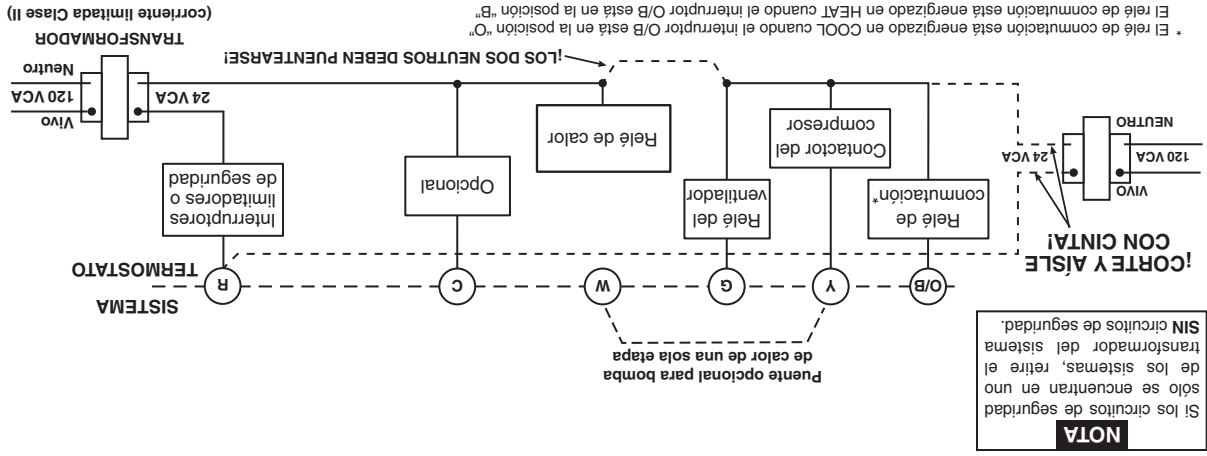 NOTA
Si los circuitos de seguridad
sólo se encuentran en uno
de los sistemas, retire el
transformador del sistema
SIN circuitos de seguridad.
Puente opcional para bomba
de calor de una sola etapa
SISTEMA
TERMOSTATO
O/B
Y
G
W
C
R
¡CORTE Y AÍSLE
CON CINTA!
VIVO
120 VCA
24 VCA
NEUTRO
Relé de
conmutación*
Contactor del
compresor
Relé del
ventilador
Relé de calor
Opcional
Interruptores
limitadores o
de seguridad
24 VCA
Vivo
120 VCA
Neutro
TRANSFORMADOR
(corriente limitada Clase II)
¡LOS DOS NEUTROS DEBEN PUENTEARSE!
* El relé de conmutación está energizado en COOL cuando el interruptor O/B está en la posición “O”
El relé de conmutación está energizado en HEAT cuando el interruptor O/B está en la posición “B”